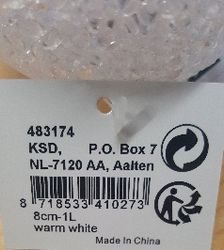 483174
KSD, P.O. Box 7
NL-7120 AA, Aalten
8 718533 410273
8cm-1L
warm white
Made In China